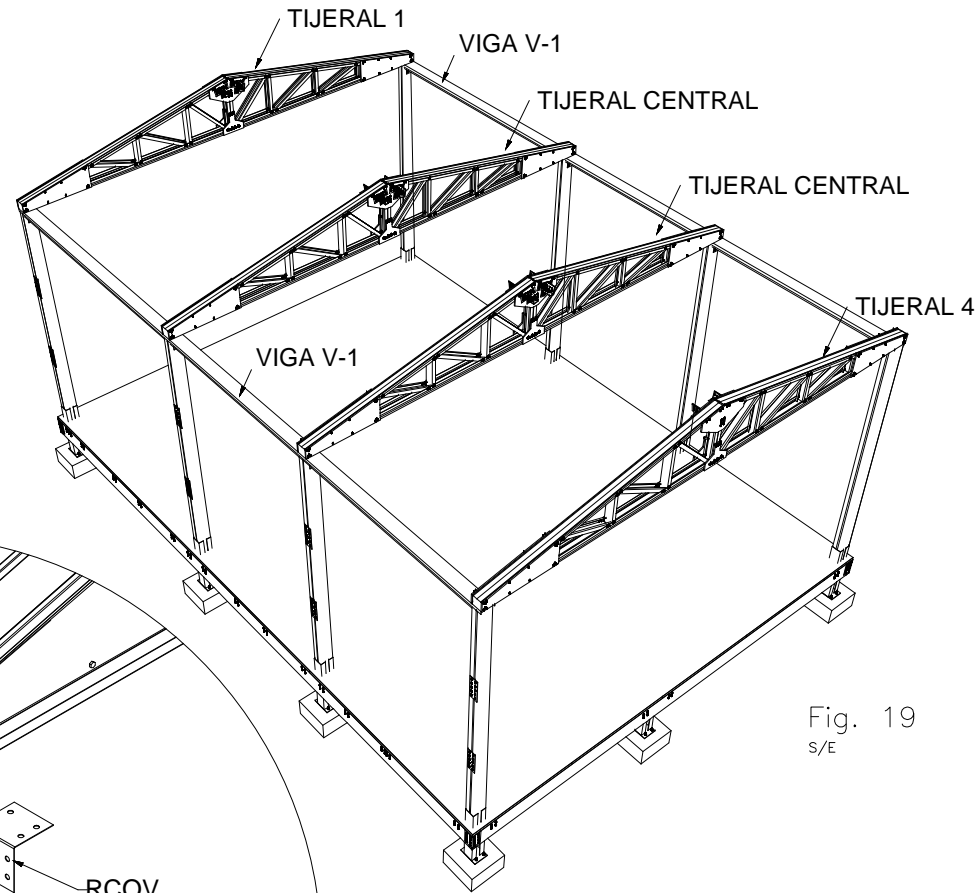 TIJERAL 1
VIGA V-1
TIJERAL CENTRAL
TIJERAL CENTRAL
TIJERAL 4
VIGA V-1
Fig. 19
S/E
RCOV